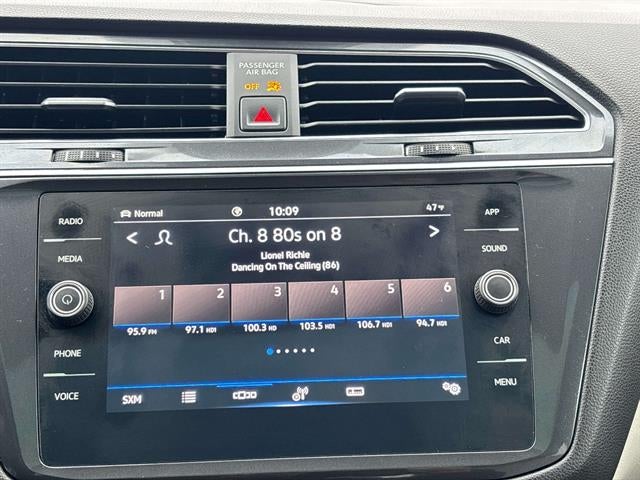 PASSENGER
AIR BAG
OFF
RADIO
MEDIA
PHONE
VOICE
Normal
10:09
47°F
< Ch. 8 80s on 8 >
Lionel Richie
Dancing On The Ceiling (86)
1 2 3 4 5 6
95.9 FM 97.1 HD1 100.3 HD 103.5 HD1 106.7 HD1 94.7 HD1
SXM
APP
SOUND
CAR
MENU